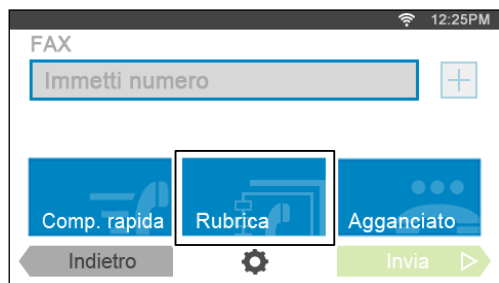 12:25PM
FAX
Immetti numero
Comp. rapida Rubrica Agganciato
Indietro Invia